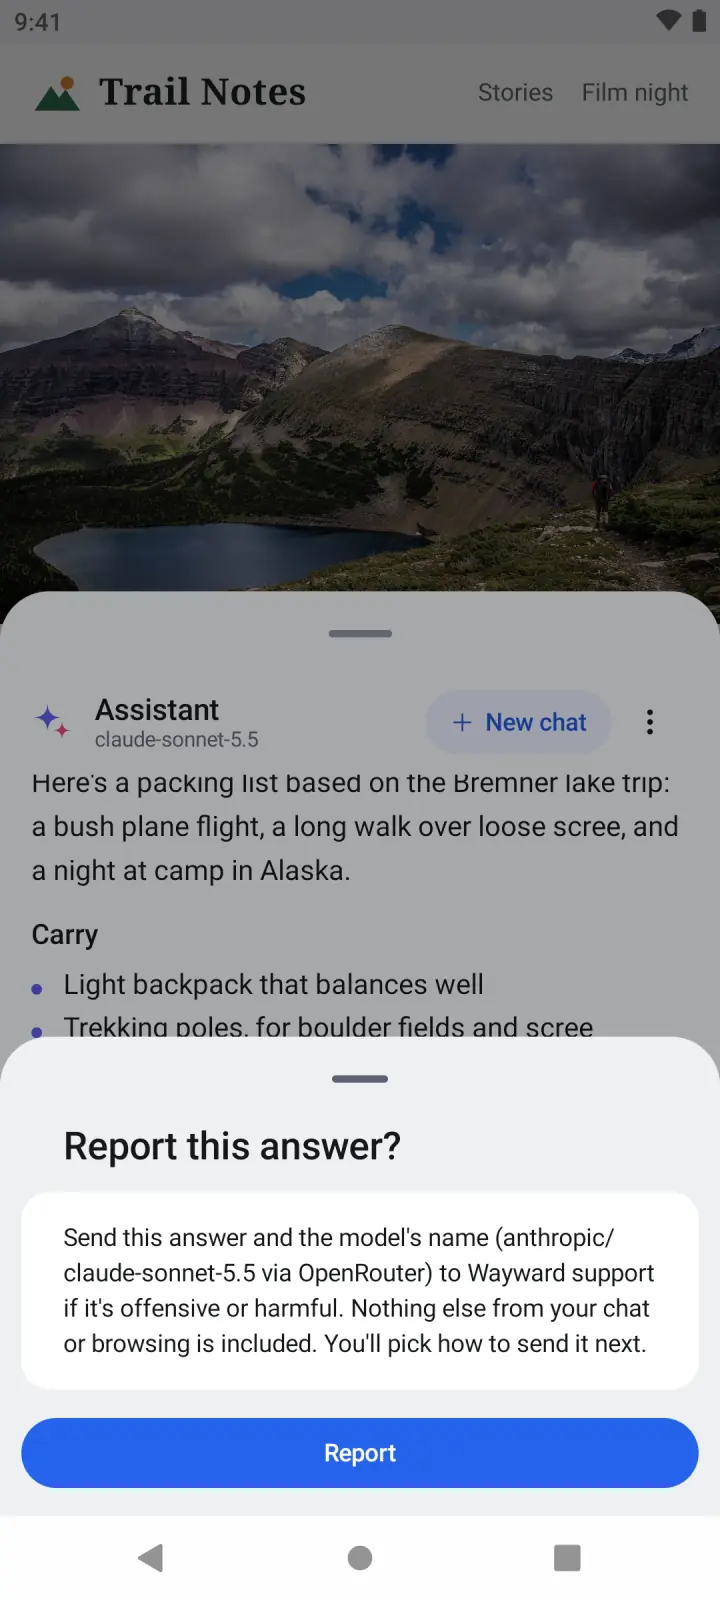 9:41
Trail Notes
Stories
Film night
Assistant
claude-sonnet-5.5
+ New chat
Here's a packing list based on the Bremner lake trip:
a bush plane flight, a long walk over loose scree, and
a night at camp in Alaska.
Carry
Light backpack that balances well
Trekking poles, for boulder fields and scree
Report this answer?
Send this answer and the model's name (anthropic/
claude-sonnet-5.5 via OpenRouter) to Wayward support
if it's offensive or harmful. Nothing else from your chat
or browsing is included. You'll pick how to send it next.
Report